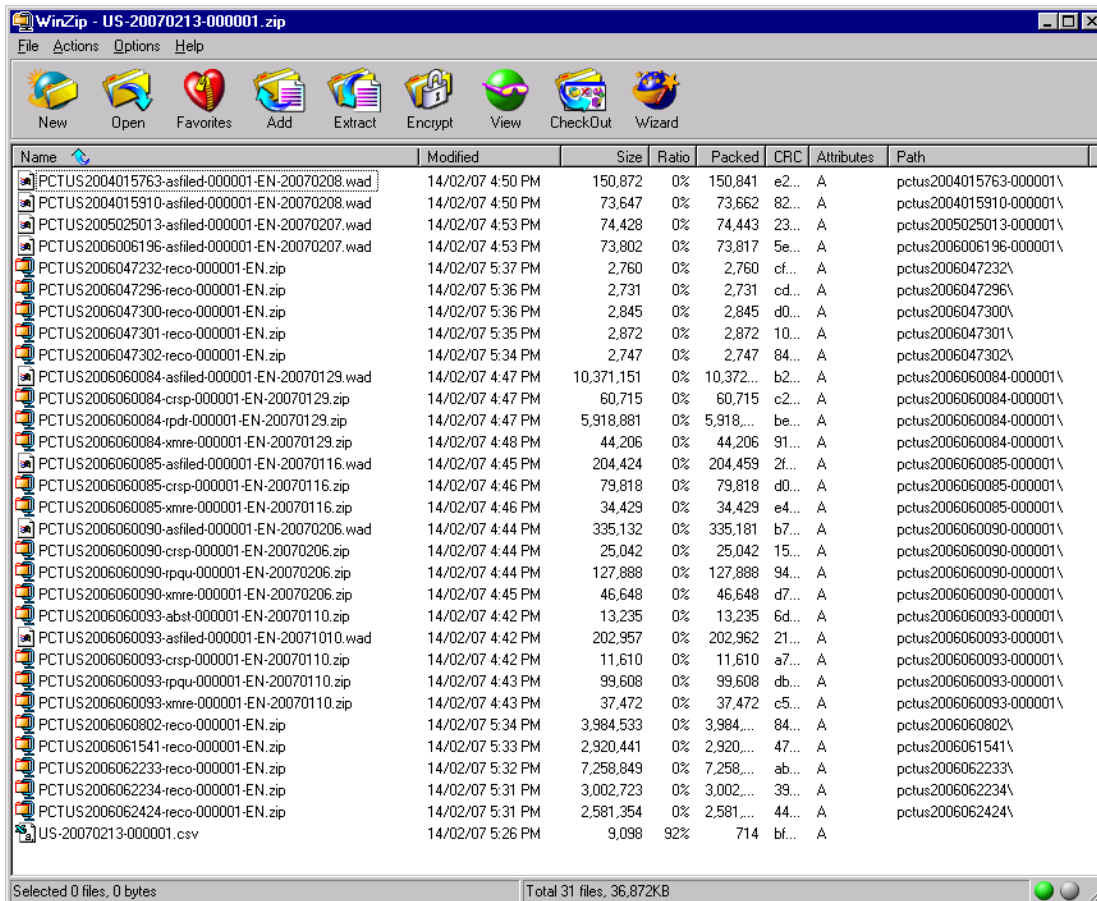 WinZip - US-20070213-000001.zip
File Actions Options Help
New Open Favorites Add Extract Encrypt View CheckOut Wizard
Name Modified Size Ratio Packed CRC Attributes Path
PCTUS2004015763-asfiled-000001-EN-20070208.wad 14/02/07 4:50 PM 150,872 0% 150,841 e2... A pctus2004015763-000001\
PCTUS2004015910-asfiled-000001-EN-20070208.wad 14/02/07 4:50 PM 73,647 0% 73,662 82... A pctus2004015910-000001\
PCTUS2005025013-asfiled-000001-EN-20070207.wad 14/02/07 4:53 PM 74,428 0% 74,443 23... A pctus2005025013-000001\
PCTUS2006006196-asfiled-000001-EN-20070207.wad 14/02/07 4:53 PM 73,802 0% 73,817 5e... A pctus2006006196-000001\
PCTUS2006047232-reco-000001-EN.zip 14/02/07 5:37 PM 2,760 0% 2,760 cf... A pctus2006047232\
PCTUS2006047296-reco-000001-EN.zip 14/02/07 5:36 PM 2,731 0% 2,731 cd... A pctus2006047296\
PCTUS2006047300-reco-000001-EN.zip 14/02/07 5:36 PM 2,845 0% 2,845 d0... A pctus2006047300\
PCTUS2006047301-reco-000001-EN.zip 14/02/07 5:35 PM 2,872 0% 2,872 10... A pctus2006047301\
PCTUS2006047302-reco-000001-EN.zip 14/02/07 5:34 PM 2,747 0% 2,747 84... A pctus2006047302\
PCTUS2006060084-asfiled-000001-EN-20070129.wad 14/02/07 4:47 PM 10,371,151 0% 10,372... b2... A pctus2006060084-000001\
PCTUS2006060084-crsp-000001-EN-20070129.zip 14/02/07 4:47 PM 60,715 0% 60,715 c2... A pctus2006060084-000001\
PCTUS2006060084-rpdr-000001-EN-20070129.zip 14/02/07 4:47 PM 5,918,881 0% 5,918,... be... A pctus2006060084-000001\
PCTUS2006060084-xmre-000001-EN-20070129.zip 14/02/07 4:48 PM 44,206 0% 44,206 91... A pctus2006060084-000001\
PCTUS2006060085-asfiled-000001-EN-20070116.wad 14/02/07 4:45 PM 204,424 0% 204,459 2f... A pctus2006060085-000001\
PCTUS2006060085-crsp-000001-EN-20070116.zip 14/02/07 4:46 PM 79,818 0% 79,818 d0... A pctus2006060085-000001\
PCTUS2006060085-xmre-000001-EN-20070116.zip 14/02/07 4:46 PM 34,429 0% 34,429 e4... A pctus2006060085-000001\
PCTUS2006060090-asfiled-000001-EN-20070206.wad 14/02/07 4:44 PM 335,132 0% 335,181 b7... A pctus2006060090-000001\
PCTUS2006060090-crsp-000001-EN-20070206.zip 14/02/07 4:44 PM 25,042 0% 25,042 15... A pctus2006060090-000001\
PCTUS2006060090-rpqu-000001-EN-20070206.zip 14/02/07 4:44 PM 127,888 0% 127,888 94... A pctus2006060090-000001\
PCTUS2006060090-xmre-000001-EN-20070206.zip 14/02/07 4:45 PM 46,648 0% 46,648 d7... A pctus2006060090-000001\
PCTUS2006060093-abst-000001-EN-20070110.zip 14/02/07 4:42 PM 13,235 0% 13,235 6d... A pctus2006060093-000001\
PCTUS2006060093-asfiled-000001-EN-20071010.wad 14/02/07 4:42 PM 202,957 0% 202,962 21... A pctus2006060093-000001\
PCTUS2006060093-crsp-000001-EN-20070110.zip 14/02/07 4:42 PM 11,610 0% 11,610 a7... A pctus2006060093-000001\
PCTUS2006060093-rpqu-000001-EN-20070110.zip 14/02/07 4:43 PM 99,608 0% 99,608 db... A pctus2006060093-000001\
PCTUS2006060093-xmre-000001-EN-20070110.zip 14/02/07 4:43 PM 37,472 0% 37,472 c5... A pctus2006060093-000001\
PCTUS2006060802-reco-000001-EN.zip 14/02/07 5:34 PM 3,984,533 0% 3,984,... 84... A pctus2006060802\
PCTUS2006061541-reco-000001-EN.zip 14/02/07 5:33 PM 2,920,441 0% 2,920,... 47... A pctus2006061541\
PCTUS2006062233-reco-000001-EN.zip 14/02/07 5:32 PM 7,258,849 0% 7,258,... ab... A pctus2006062233\
PCTUS2006062234-reco-000001-EN.zip 14/02/07 5:31 PM 3,002,723 0% 3,002,... 39... A pctus2006062234\
PCTUS2006062424-reco-000001-EN.zip 14/02/07 5:31 PM 2,581,354 0% 2,581,... 44... A pctus2006062424\
US-20070213-000001.csv 14/02/07 5:26 PM 9,098 92% 714 bf... A
Selected 0 files, 0 bytes Total 31 files, 36,872KB